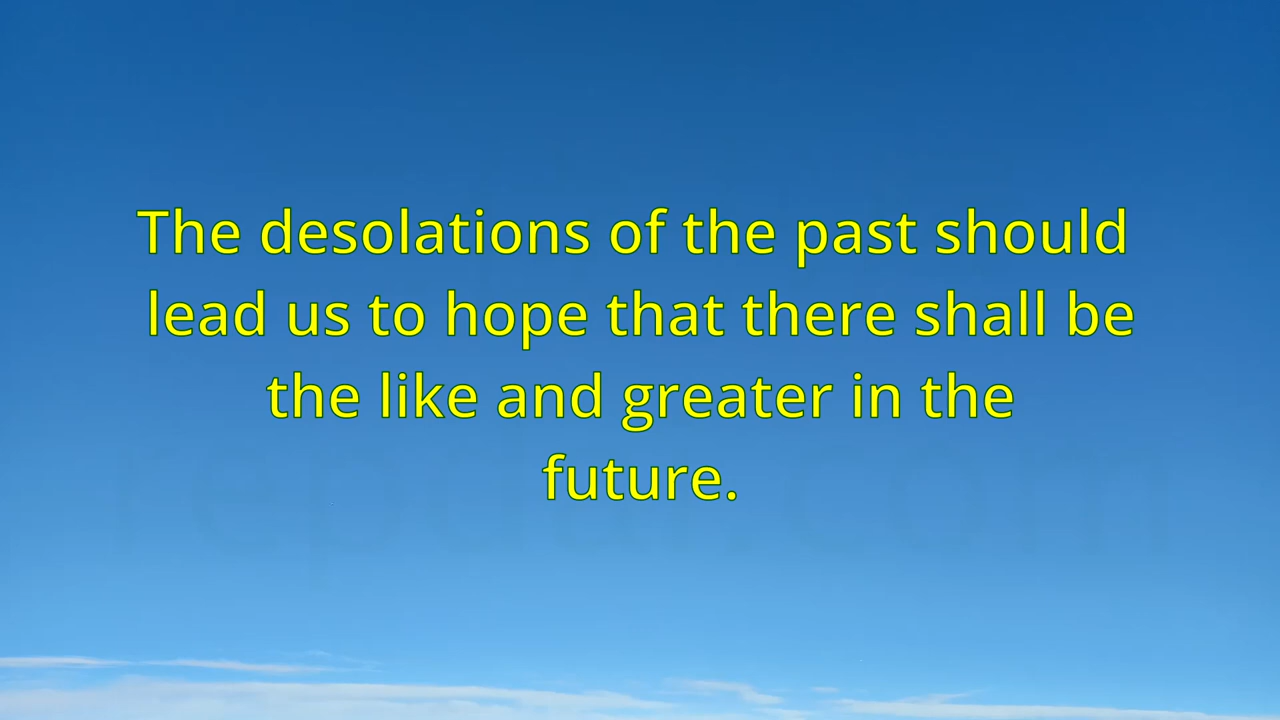 The desolations of the past should
lead us to hope that there shall be
the like and greater in the
future.